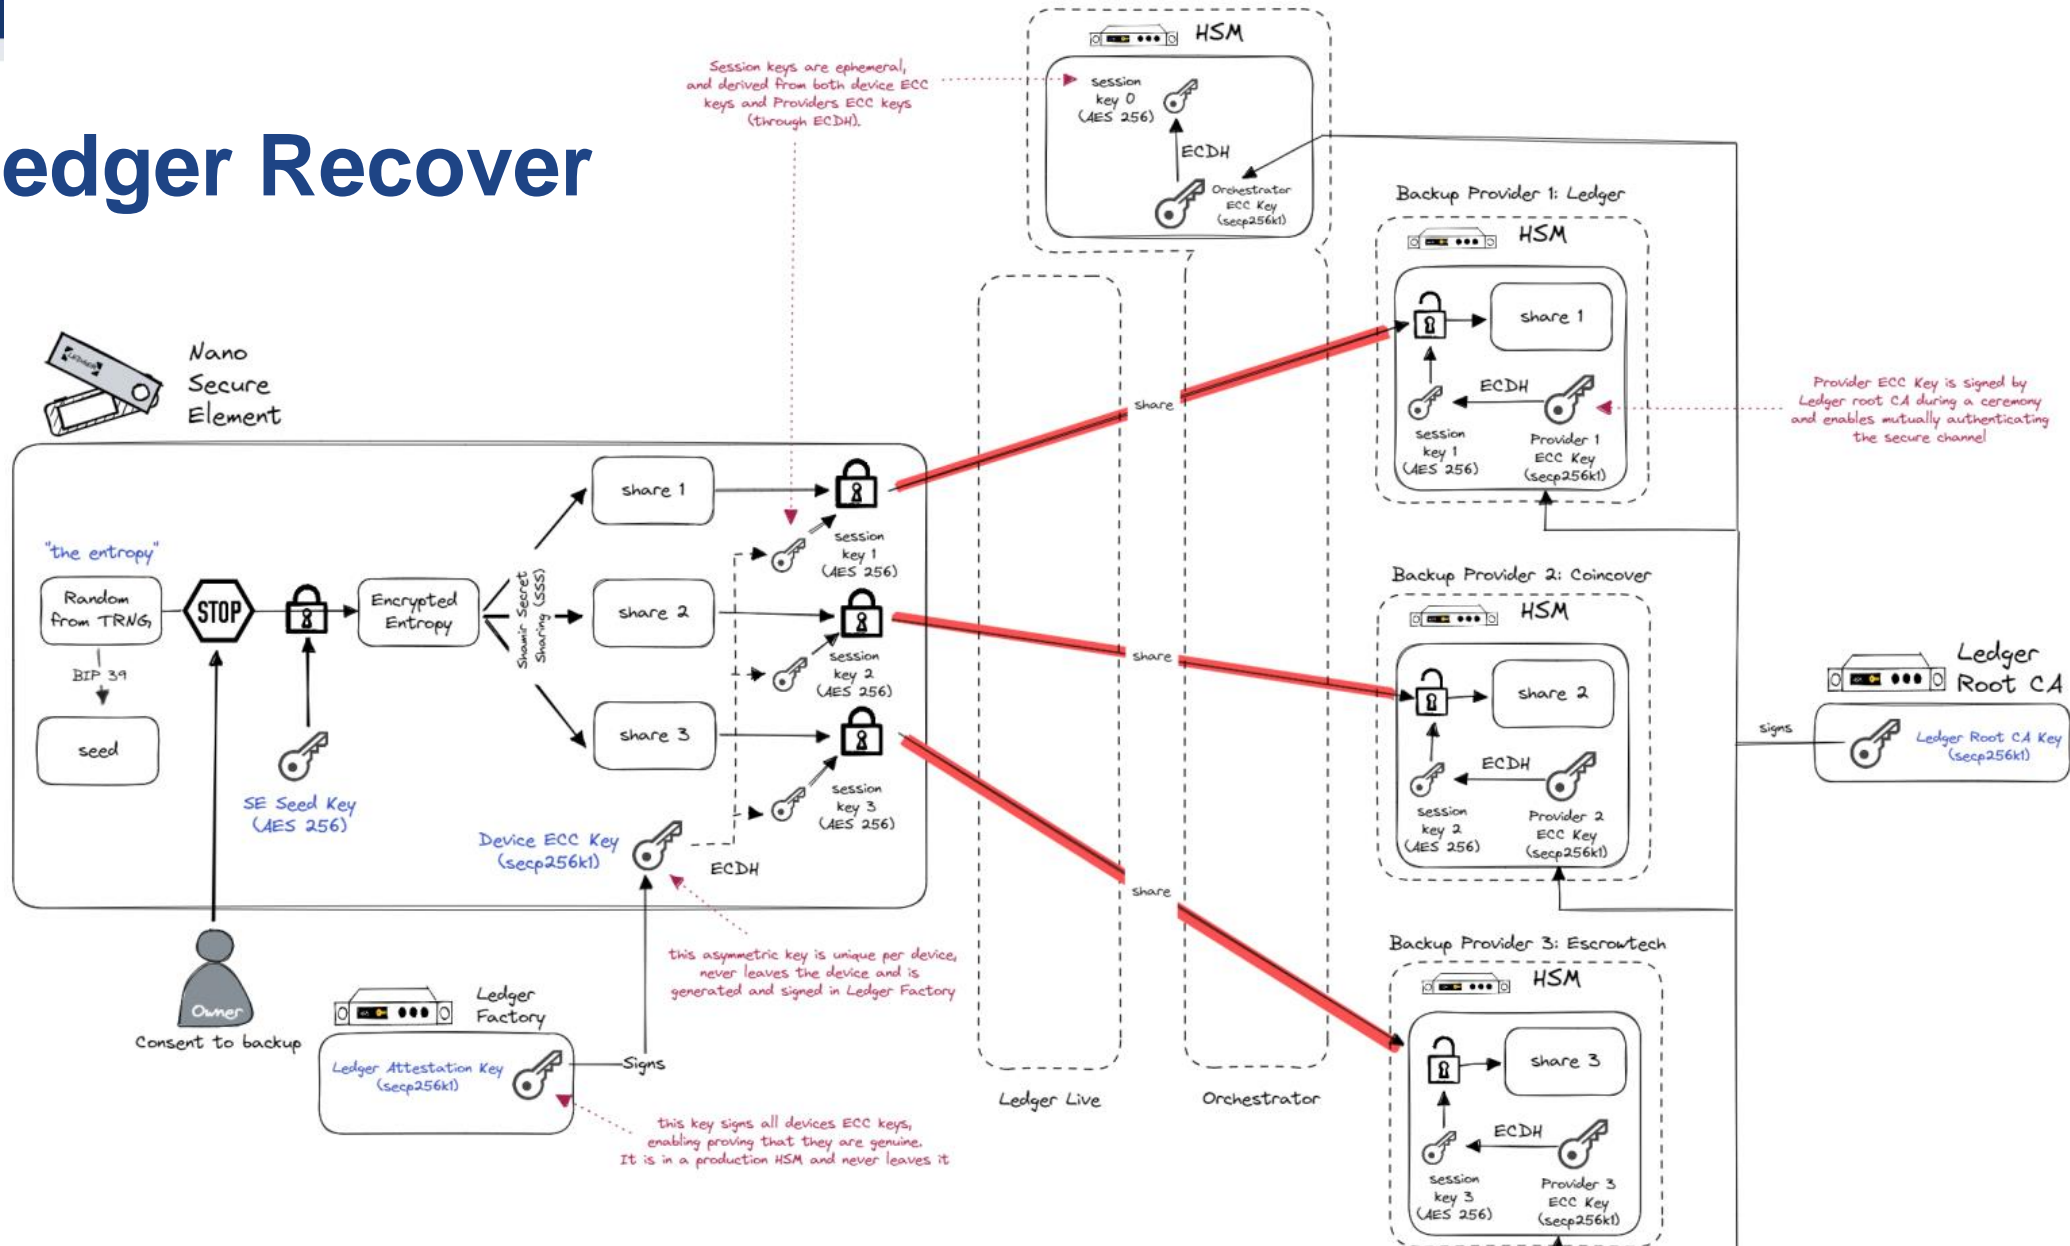 edger Recover
HSM
Session keys are ephemeral,
and derived from both device ECC
keys and Providers ECC keys
(through ECDH).
session
key 0
(AES 256)
ECDH
Orchestrator
ECC Key
(secp256k1)
Backup Provider 1: Ledger
HSM
share 1
ECDH
session
key 1
(AES 256)
Provider 1
ECC Key
(secp256k1)
Provider ECC Key is signed by
Ledger root CA during a ceremony
and enables mutually authenticating
the secure channel
LEDGER
Nano
Secure
Element
"the entropy"
Random
from TRNG
BIP 39
seed
STOP
SE Seed Key
(AES 256)
Encrypted
Entropy
Shamir Secret
Sharing (SSS)
share 1
share 2
share 3
session
key 1
(AES 256)
session
key 2
(AES 256)
session
key 3
(AES 256)
Device ECC Key
(secp256k1)
ECDH
share
share
share
Backup Provider 2: Coincover
HSM
share 2
ECDH
session
key 2
(AES 256)
Provider 2
ECC Key
(secp256k1)
Ledger
Root CA
signs
Ledger Root CA Key
(secp256k1)
this asymmetric key is unique per device,
never leaves the device and is
generated and signed in Ledger Factory
Owner
Consent to backup
Ledger
Factory
Ledger Attestation Key
(secp256k1)
Signs
this key signs all devices ECC keys,
enabling proving that they are genuine.
It is in a production HSM and never leaves it
Ledger Live
Orchestrator
Backup Provider 3: Escrowtech
HSM
share 3
ECDH
session
key 3
(AES 256)
Provider 3
ECC Key
(secp256k1)